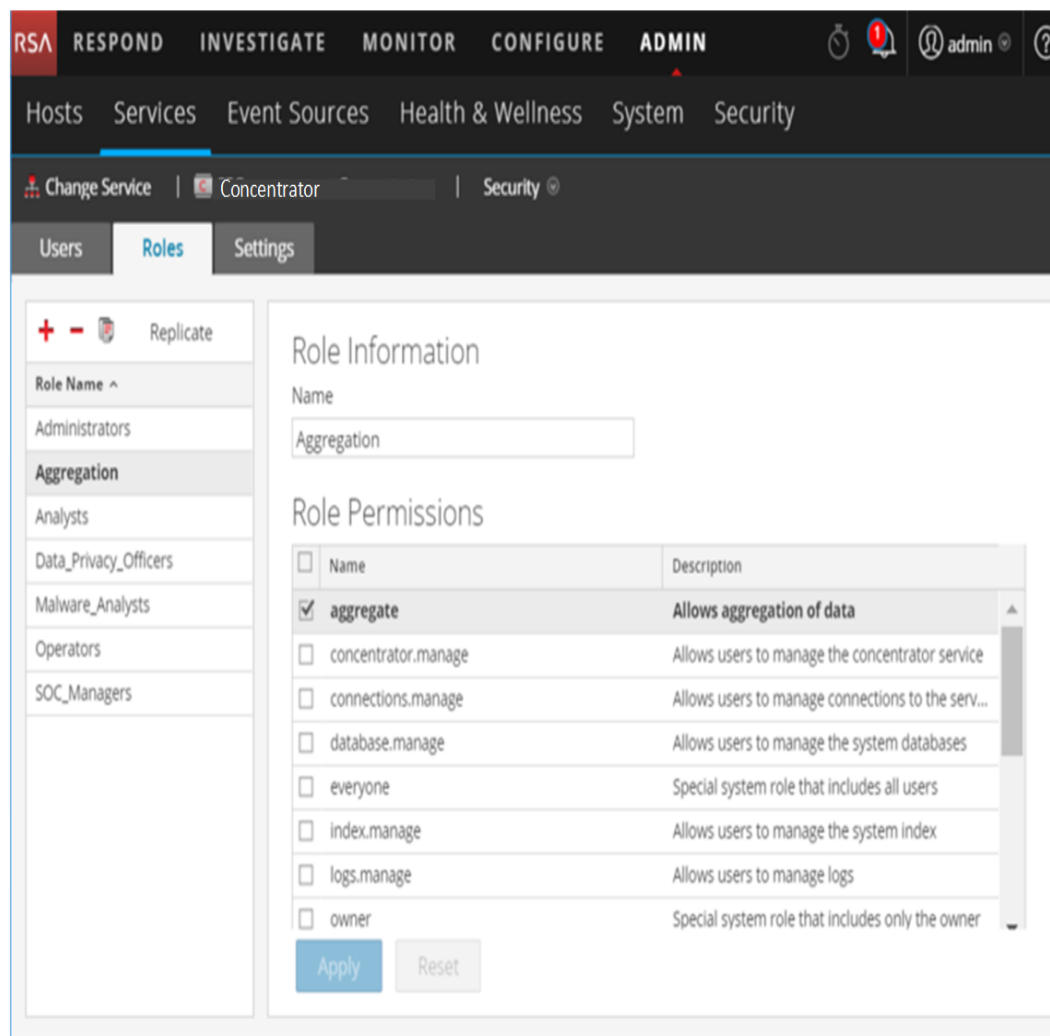 RSA RESPOND INVESTIGATE MONITOR CONFIGURE ADMIN 1 admin ?
Hosts Services Event Sources Health & Wellness System Security
Change Service | C Concentrator | Security
Users Roles Settings
Replicate
Role Name
Administrators
Aggregation
Analysts
Data_Privacy_Officers
Malware_Analysts
Operators
SOC_Managers
Role Information
Name
Aggregation
Role Permissions
Name Description
aggregate Allows aggregation of data
concentrator.manage Allows users to manage the concentrator service
connections.manage Allows users to manage connections to the serv...
database.manage Allows users to manage the system databases
everyone Special system role that includes all users
index.manage Allows users to manage the system index
logs.manage Allows users to manage logs
owner Special system role that includes only the owner
Apply Reset